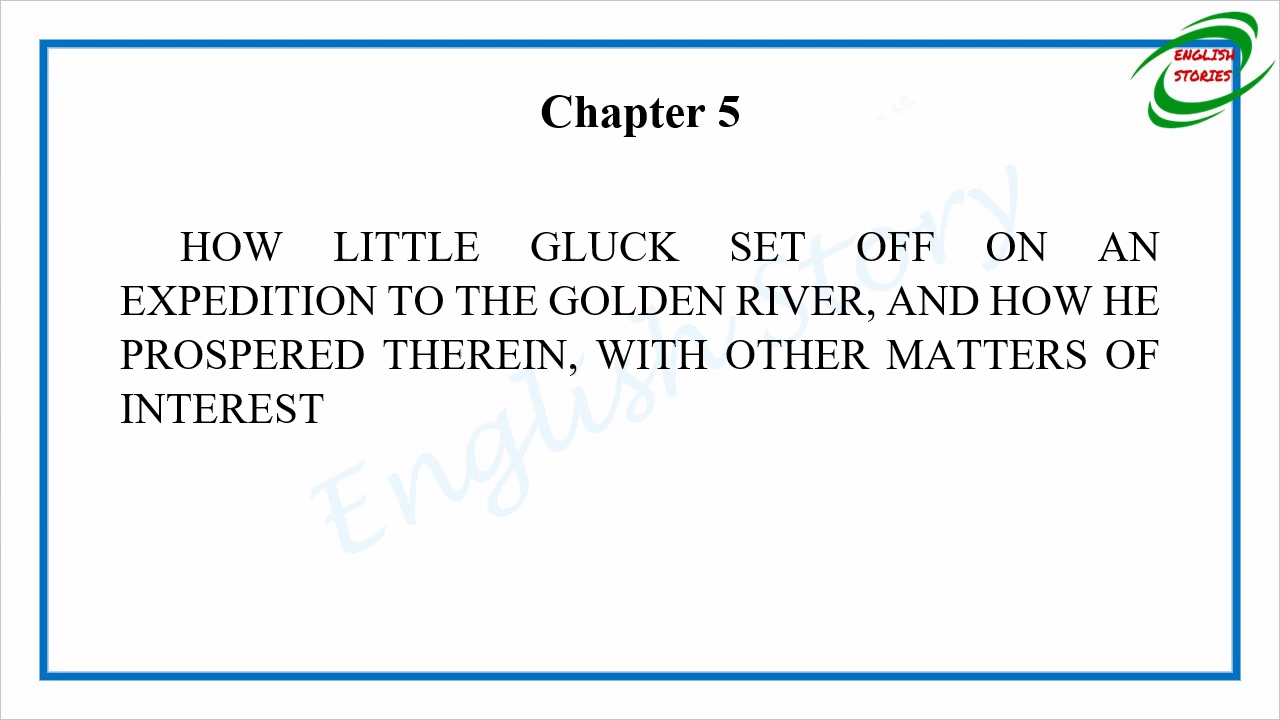 ENGLISH
STORIES
Chapter 5
HOW LITTLE GLUCK SET OFF ON AN
EXPEDITION TO THE GOLDEN RIVER, AND HOW HE
PROSPERED THEREIN, WITH OTHER MATTERS OF
INTEREST
English Story